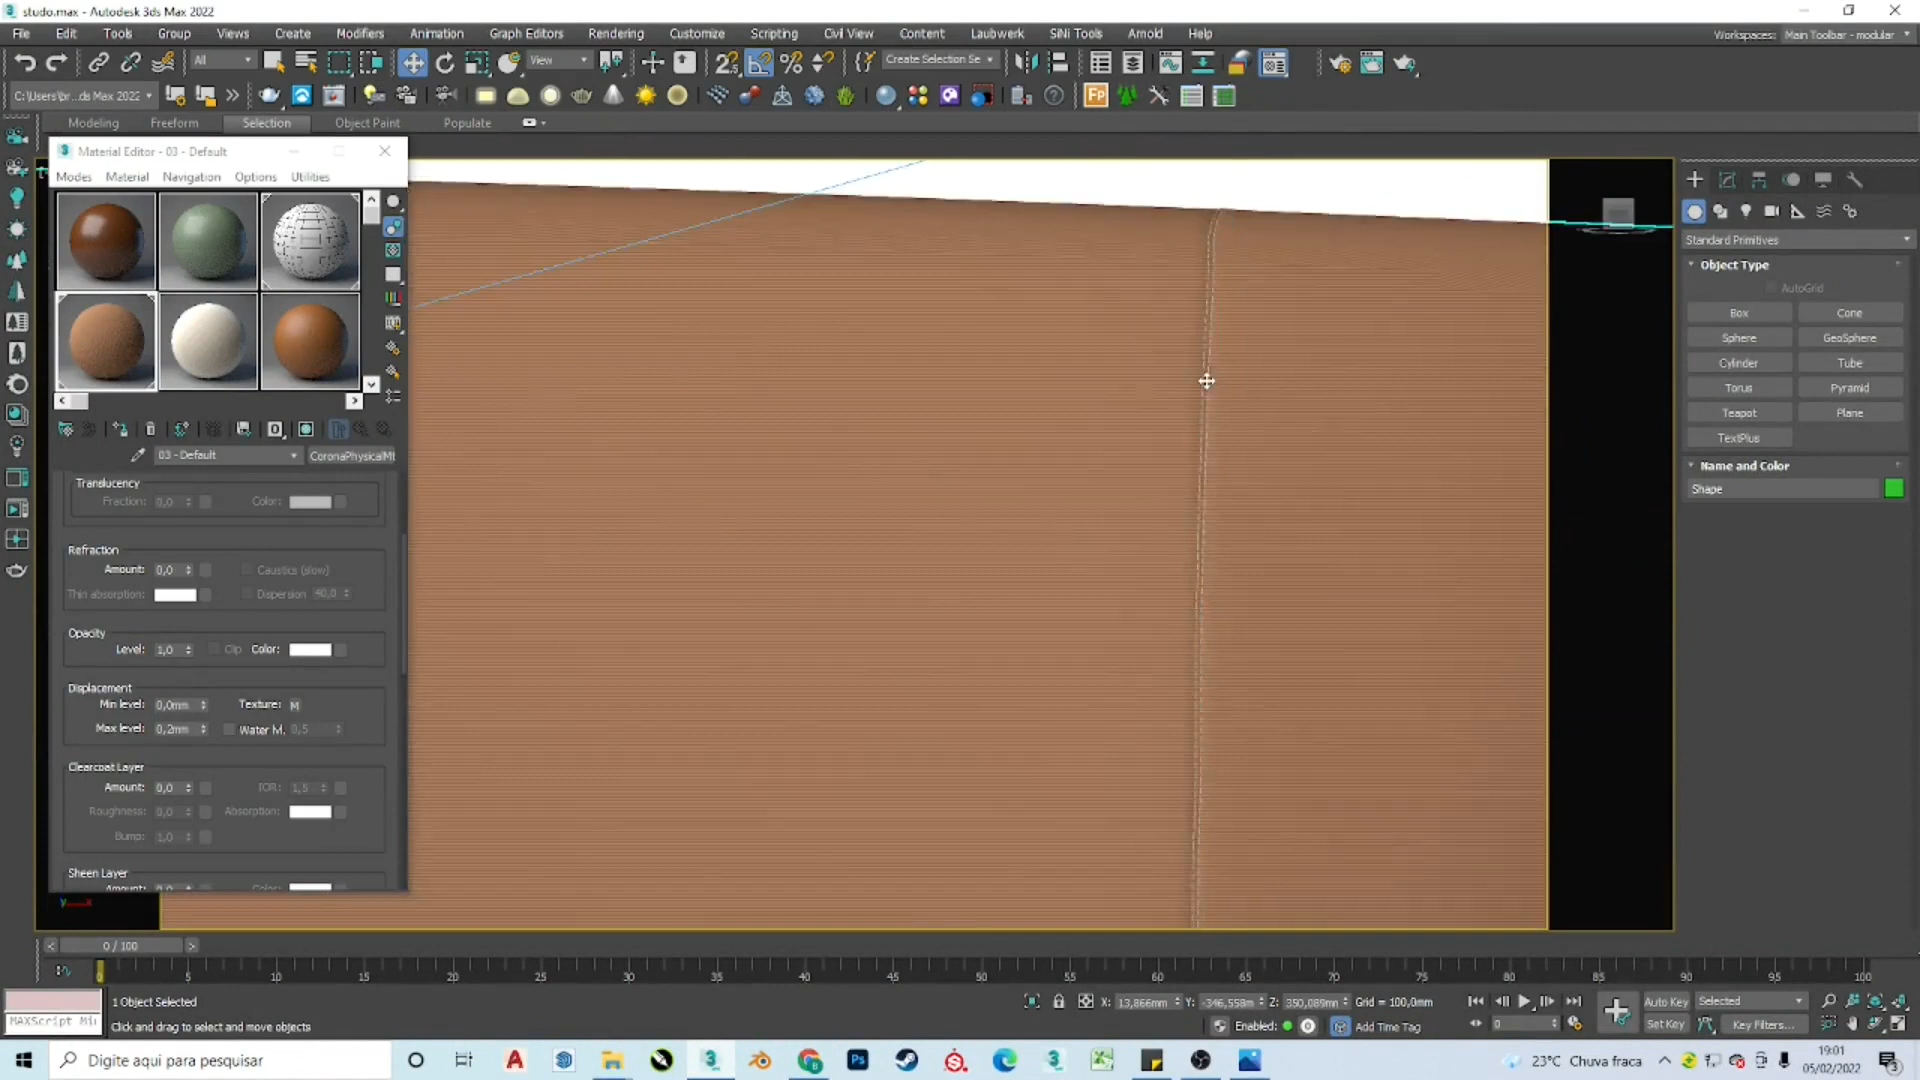 studo.max - Autodesk 3ds Max 2022
File Edit Tools Group Views Create Modifiers Animation Graph Editors Rendering Customize Scripting Civil View Content Laubwerk SiNi Tools Arnold Help
Workspaces: Main Toolbar - modular
All View Create Selection Se
C:\Users\br...ds Max 2022
Modeling Freeform Selection Object Paint Populate
Material Editor - 03 - Default
Modes Material Navigation Options Utilities
Standard Primitives
Object Type
AutoGrid
Box Cone
Sphere GeoSphere
Cylinder Tube
Torus Pyramid
Teapot Plane
TextPlus
Name and Color
Shape
03 - Default CoronaPhysicalMt
Translucency
Fraction: 0,0 Color:
Refraction
Amount: 0,0 Caustics (slow)
Thin absorption: Dispersion 40,0
Opacity
Level: 1,0 Clip Color:
Displacement
Min level: 0,0mm Texture: M
Max level: 0,2mm Water lvl. 0,5
Clearcoat Layer
Amount: 0,0 IOR: 1,5
Roughness: 0,0 Absorption:
Bump: 1,0
Sheen Layer
Amount: 0,0 Color:
y x
0 / 100
0 5 10 15 20 25 30 35 40 45 50 55 60 65 70 75 80 85 90 95 100
1 Object Selected
X: 13,866mm Y: -346,558m Z: 350,089mm Grid = 100,0mm
Auto Key Selected
MAXScript Mi
Click and drag to select and move objects
Enabled: Add Time Tag
0
Set Key Key Filters...
Digite aqui para pesquisar
23°C Chuva fraca
19:01
05/02/2022
3